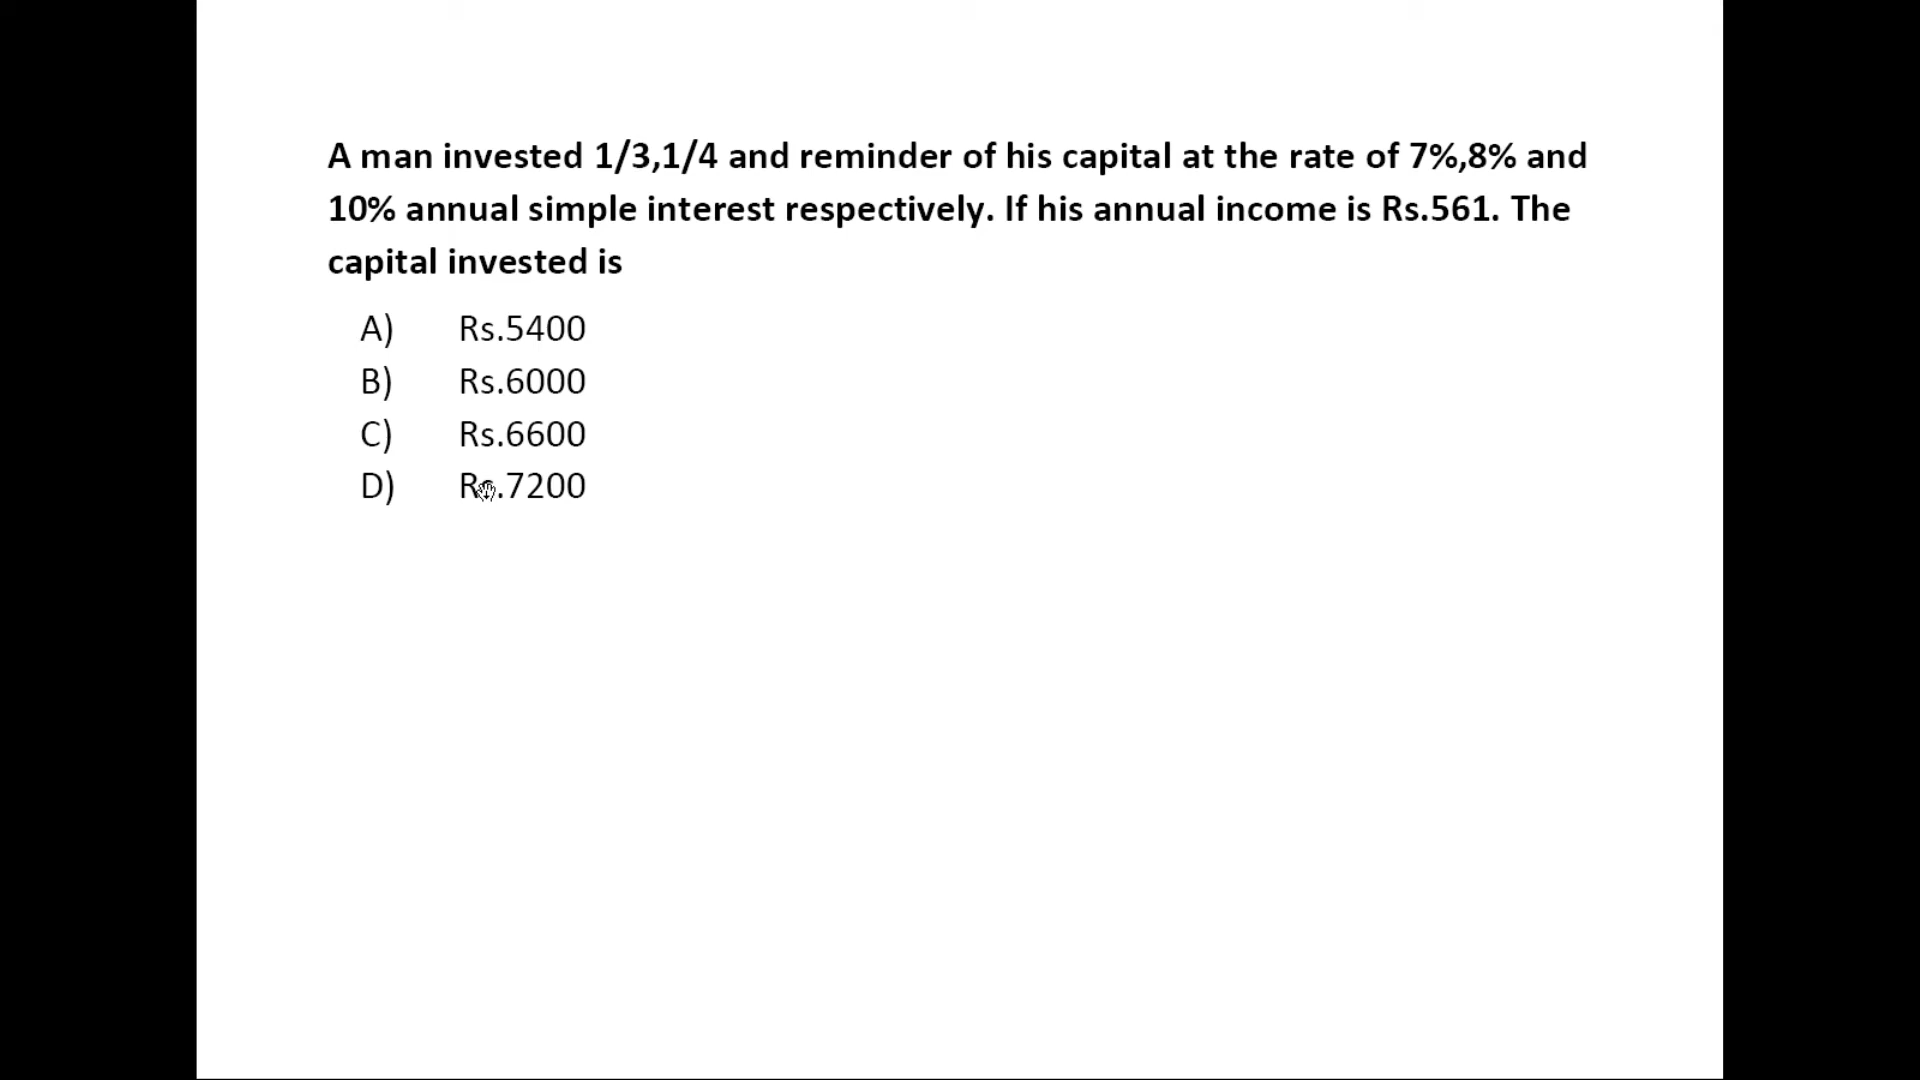 A man invested 1/3,1/4 and reminder of his capital at the rate of 7%,8% and
10% annual simple interest respectively. If his annual income is Rs.561. The
capital invested is
A) Rs.5400
B) Rs.6000
C) Rs.6600
D) Rs.7200